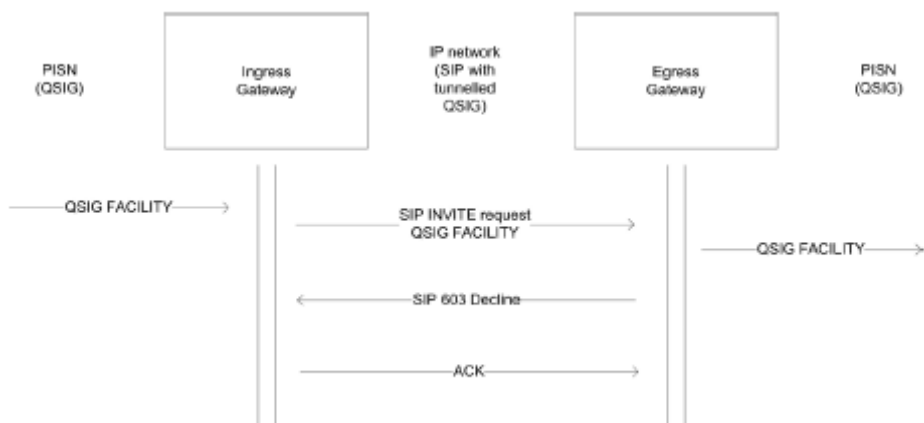 PISN
(QSIG)
Ingress
Gateway
IP network
(SIP with
tunnelled
QSIG)
Egress
Gateway
PISN
(QSIG)
QSIG FACILITY
SIP INVITE request
QSIG FACILITY
QSIG FACILITY
SIP 603 Decline
ACK